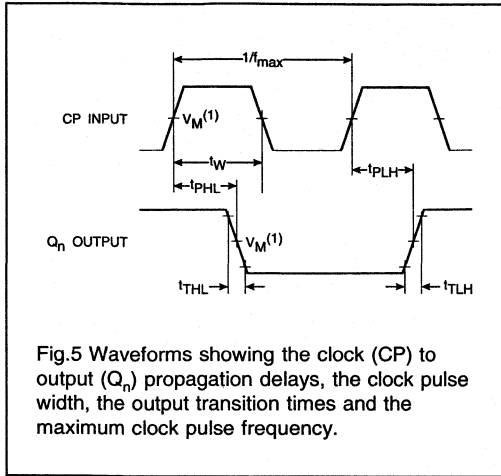 1/fmax
CP INPUT
VM(1)
tW
tPHL
tPLH
Qn OUTPUT
VM(1)
tTHL
tTLH
Fig.5 Waveforms showing the clock (CP) to
output (Qn) propagation delays, the clock pulse
width, the output transition times and the
maximum clock pulse frequency.